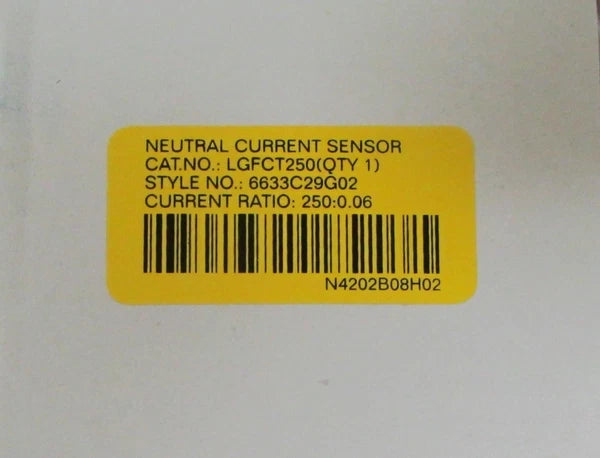 NEUTRAL CURRENT SENSOR
CAT.NO.: LGFCT250(QTY 1)
STYLE NO.: 6633C29G02
CURRENT RATIO: 250:0.06
N4202B08H02